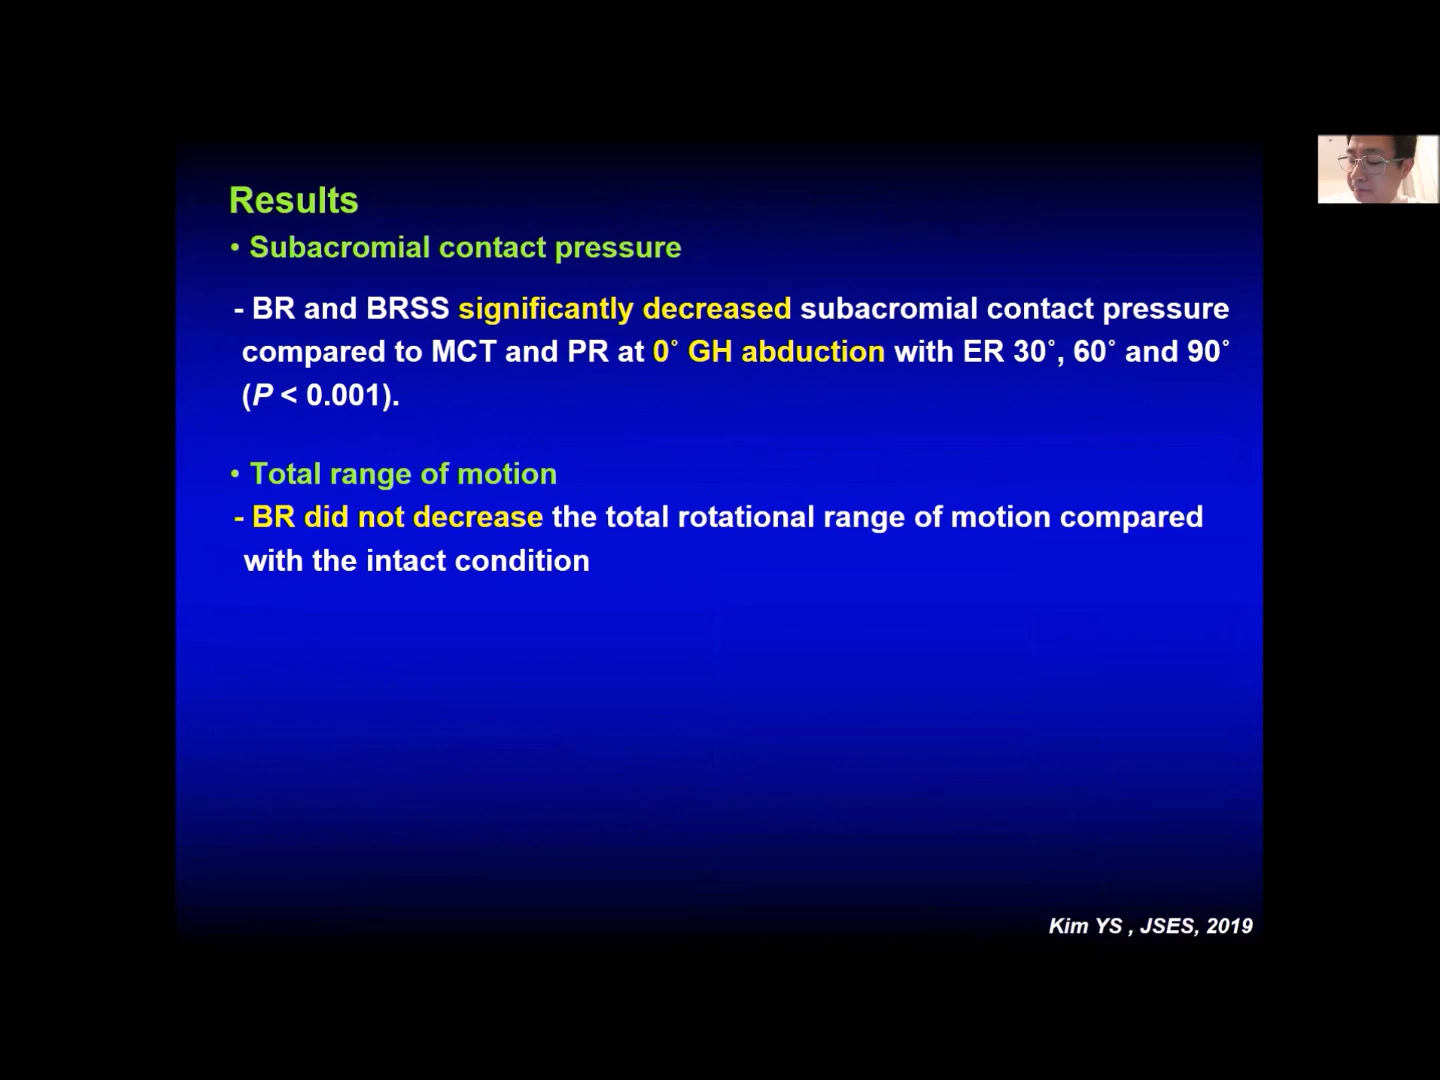 Results
• Subacromial contact pressure
- BR and BRSS significantly decreased subacromial contact pressure
compared to MCT and PR at 0˚ GH abduction with ER 30˚, 60˚ and 90˚
(P < 0.001).
• Total range of motion
- BR did not decrease the total rotational range of motion compared
with the intact condition
Kim YS , JSES, 2019